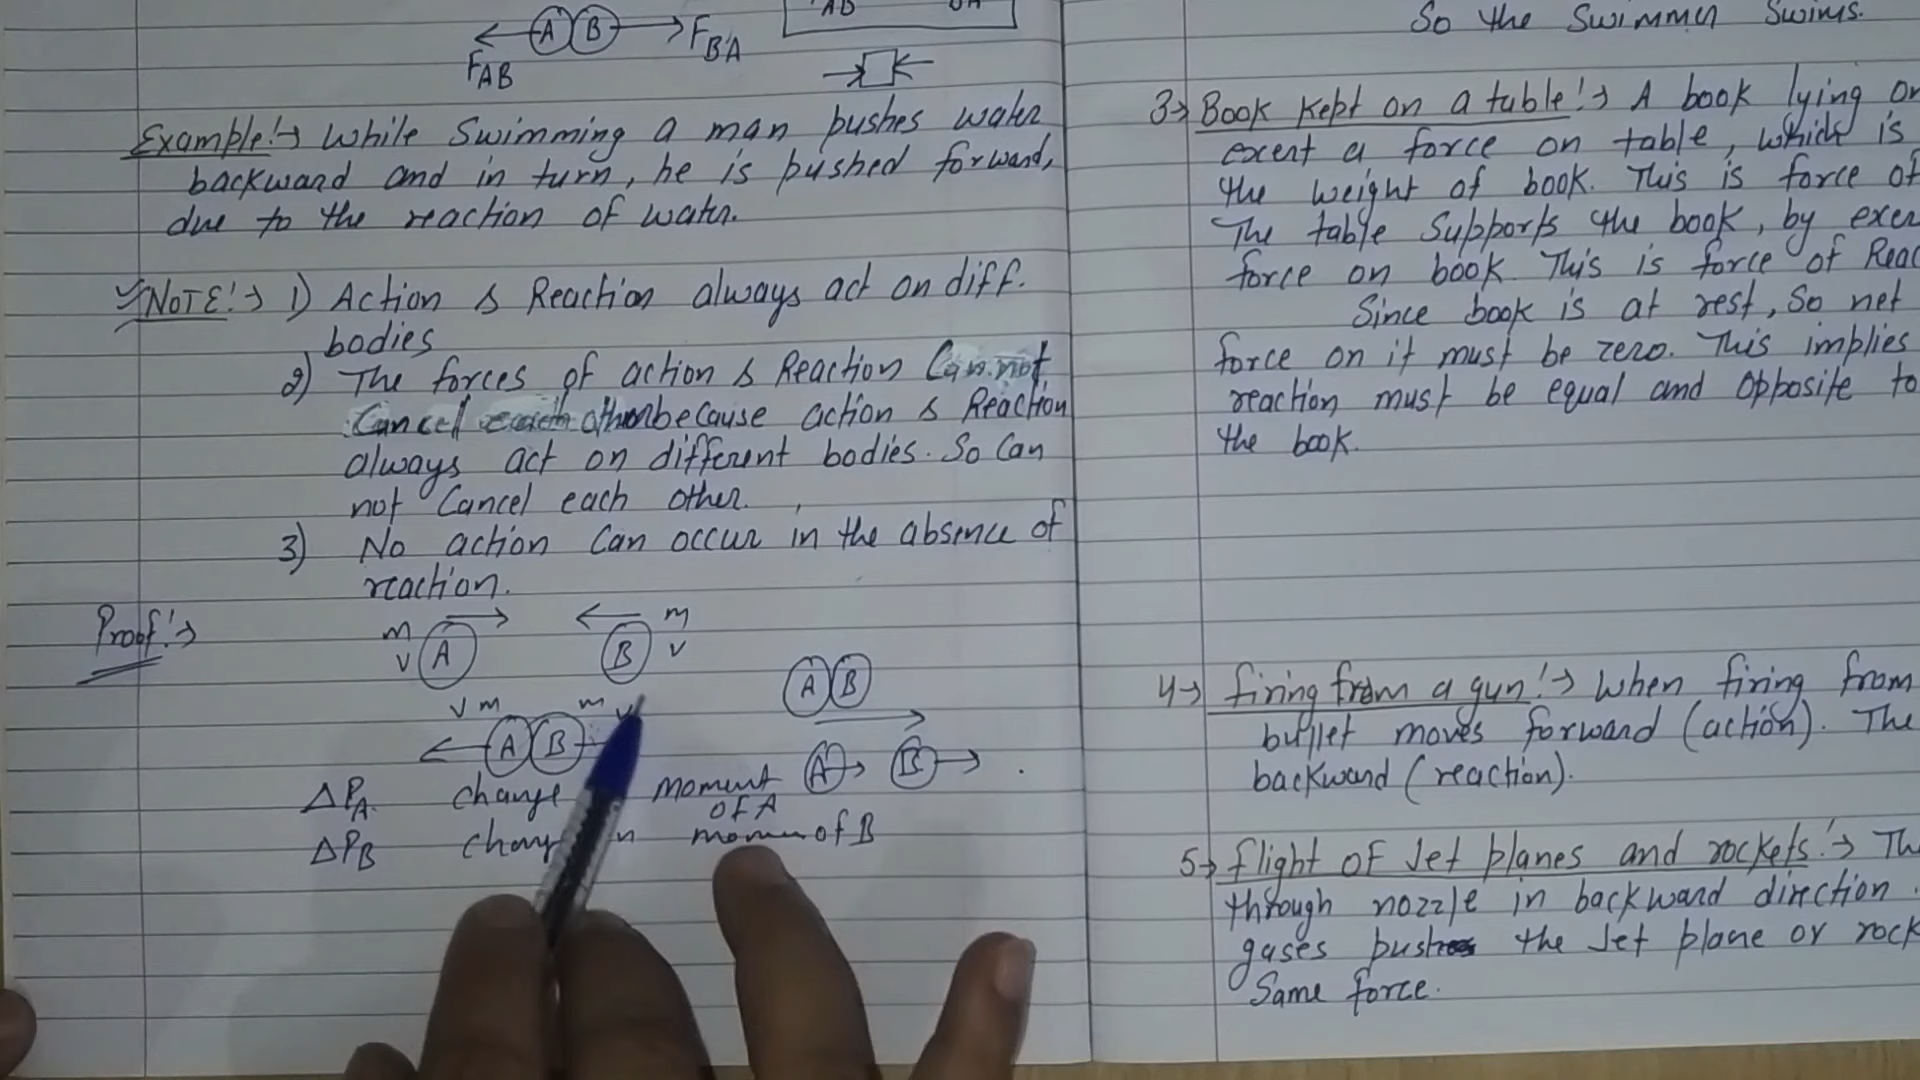 A B
F_AB
F_BA
AB BA
Example:→ While Swimming a man pushes water
backward and in turn, he is pushed forward,
due to the reaction of water.
NOTE:→ 1) Action & Reaction always act on diff.
bodies
2) The forces of action & Reaction Can not
Cancel each other because action & Reaction
always act on different bodies. So Can
not Cancel each other.
3) No action Can occur in the absence of
reaction.
Proof:→
m v A
B m v
v m m v
A B
A B
A B
ΔP_A change moment of A
ΔP_B of B
So the Swimmer Swims.
3→ Book Kept on a table:→ A book lying on
exert a force on table, which is
the weight of book. This is force of
The table Supports the book, by exer
force on book. This is force of Reac
Since book is at rest, So net
force on it must be zero. This implies
reaction must be equal and opposite to
the book.
4→ firing from a gun:→ When firing from
bullet moves forward (action). The
backward (reaction).
5→ flight of Jet planes and rockets:→ Th
through nozzle in backward direction.
gases push the Jet plane or rock
Same force.